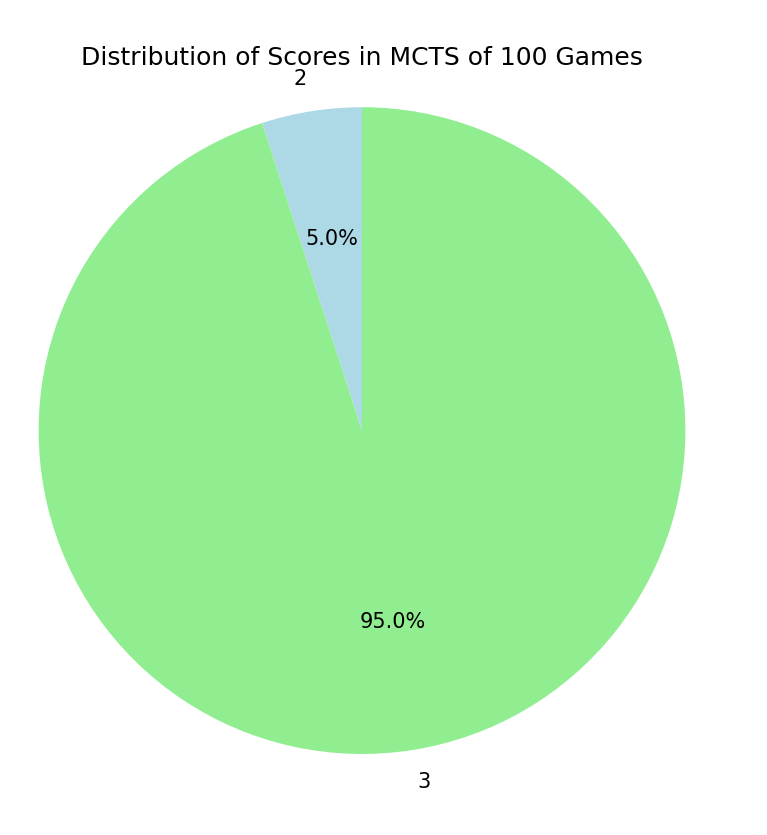 Distribution of Scores in MCTS of 100 Games
2
5.0%
95.0%
3